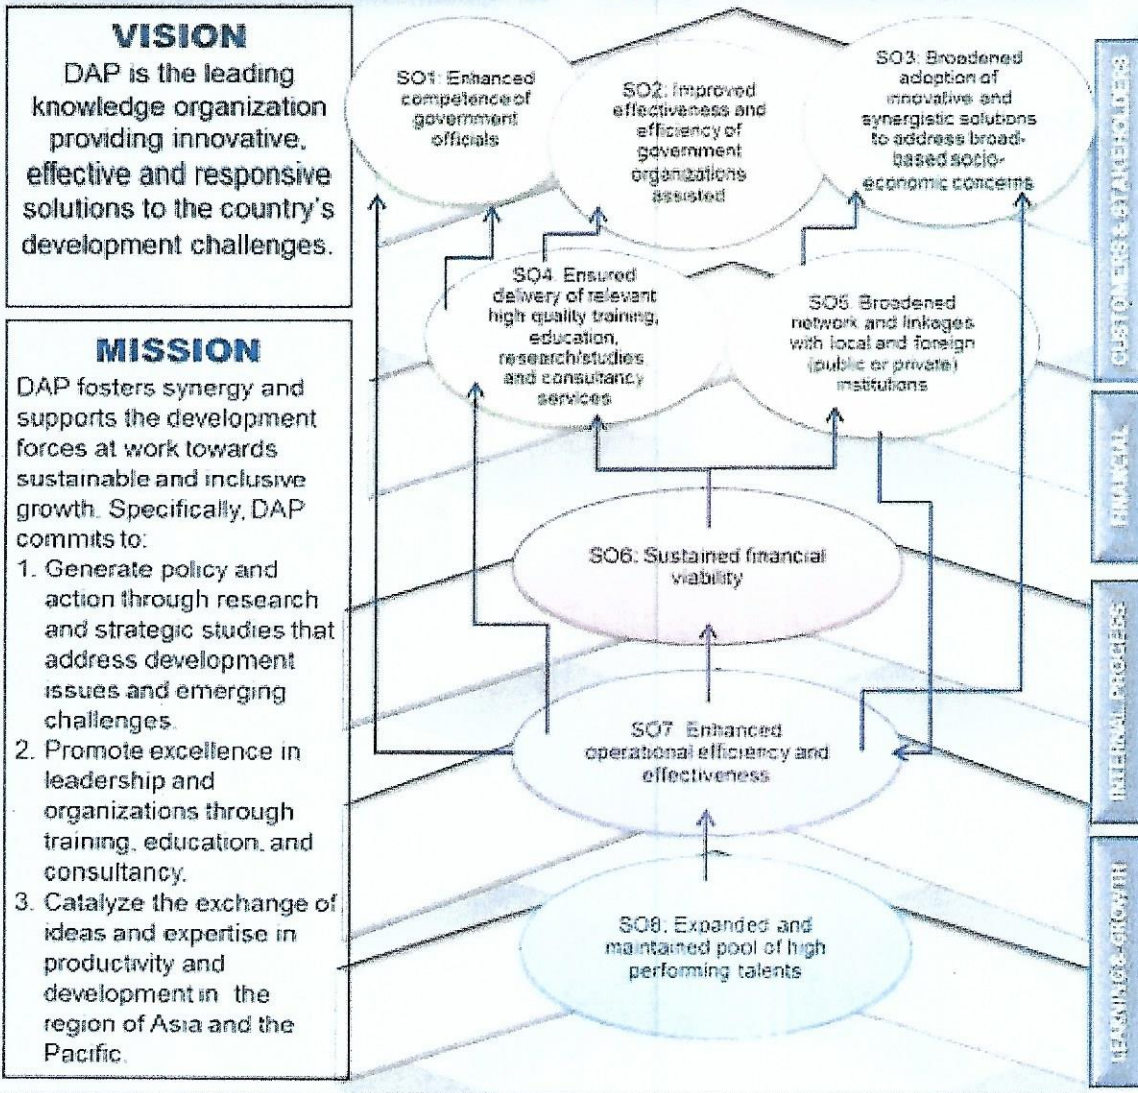 VISION
DAP is the leading
knowledge organization
providing innovative,
effective and responsive
solutions to the country's
development challenges.
MISSION
DAP fosters synergy and
supports the development
forces at work towards
sustainable and inclusive
growth. Specifically, DAP
commits to:
1. Generate policy and
action through research
and strategic studies that
address development
issues and emerging
challenges.
2. Promote excellence in
leadership and
organizations through
training, education, and
consultancy.
3. Catalyze the exchange of
ideas and expertise in
productivity and
development in the
region of Asia and the
Pacific.
SO1: Enhanced
competence of
government
officials
SO2: Improved
effectiveness and
efficiency of
government
organizations
assisted
SO3: Broadened
adoption of
innovative and
synergistic solutions
to address broad-
based socio-
economic concerns
SO4: Ensured
delivery of relevant
high quality training,
education,
research/studies
and consultancy
services
SO5: Broadened
network and linkages
with local and foreign
(public or private)
institutions
SO6: Sustained financial
viability
SO7: Enhanced
operational efficiency and
effectiveness
SO8: Expanded and
maintained pool of high
performing talents
CUSTOMERS & STAKEHOLDERS
FINANCIAL
INTERNAL PROCESS
LEARNING & GROWTH